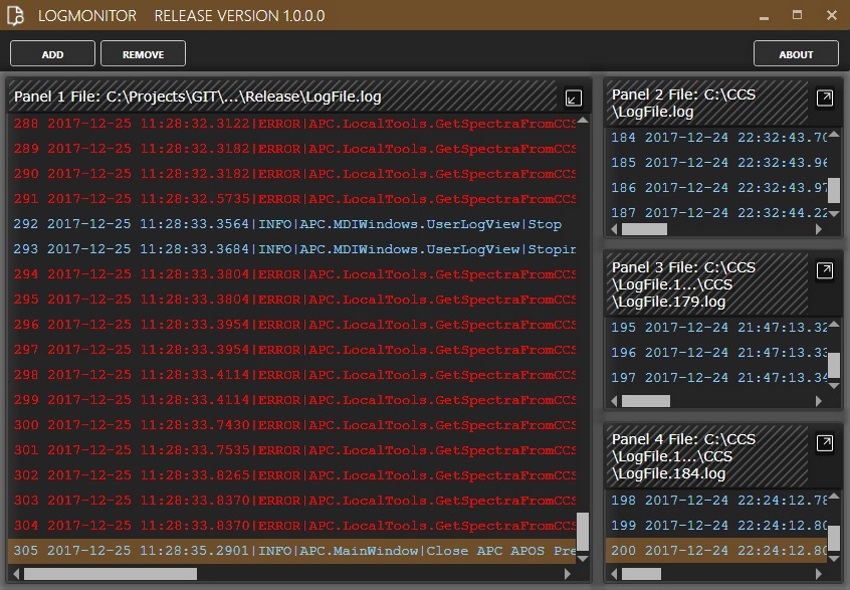 LOGMONITOR RELEASE VERSION 1.0.0.0
ADD REMOVE ABOUT
Panel 1 File: C:\Projects\GIT\...\Release\LogFile.log
288 2017-12-25 11:28:32.3122|ERROR|APC.LocalTools.GetSpectraFromCCS
289 2017-12-25 11:28:32.3182|ERROR|APC.LocalTools.GetSpectraFromCCS
290 2017-12-25 11:28:32.3182|ERROR|APC.LocalTools.GetSpectraFromCCS
291 2017-12-25 11:28:32.5735|ERROR|APC.LocalTools.GetSpectraFromCCS
292 2017-12-25 11:28:33.3564|INFO|APC.MDIWindows.UserLogView|Stop
293 2017-12-25 11:28:33.3684|INFO|APC.MDIWindows.UserLogView|Stopin
294 2017-12-25 11:28:33.3804|ERROR|APC.LocalTools.GetSpectraFromCCS
295 2017-12-25 11:28:33.3804|ERROR|APC.LocalTools.GetSpectraFromCCS
296 2017-12-25 11:28:33.3954|ERROR|APC.LocalTools.GetSpectraFromCCS
297 2017-12-25 11:28:33.3954|ERROR|APC.LocalTools.GetSpectraFromCCS
298 2017-12-25 11:28:33.4114|ERROR|APC.LocalTools.GetSpectraFromCCS
299 2017-12-25 11:28:33.4114|ERROR|APC.LocalTools.GetSpectraFromCCS
300 2017-12-25 11:28:33.7430|ERROR|APC.LocalTools.GetSpectraFromCCS
301 2017-12-25 11:28:33.7535|ERROR|APC.LocalTools.GetSpectraFromCCS
302 2017-12-25 11:28:33.8265|ERROR|APC.LocalTools.GetSpectraFromCCS
303 2017-12-25 11:28:33.8370|ERROR|APC.LocalTools.GetSpectraFromCCS
304 2017-12-25 11:28:33.8370|ERROR|APC.LocalTools.GetSpectraFromCCS
305 2017-12-25 11:28:35.2901|INFO|APC.MainWindow|Close APC APOS Pre
Panel 2 File: C:\CCS
\LogFile.log
184 2017-12-24 22:32:43.70
185 2017-12-24 22:32:43.96
186 2017-12-24 22:32:43.97
187 2017-12-24 22:32:44.22
Panel 3 File: C:\CCS
\LogFile.1...\CCS
\LogFile.179.log
195 2017-12-24 21:47:13.32
196 2017-12-24 21:47:13.33
197 2017-12-24 21:47:13.34
Panel 4 File: C:\CCS
\LogFile.1...\CCS
\LogFile.184.log
198 2017-12-24 22:24:12.78
199 2017-12-24 22:24:12.80
200 2017-12-24 22:24:12.80